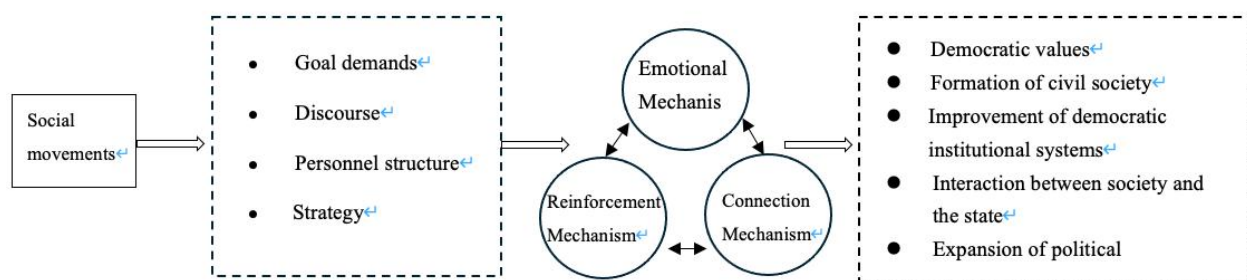 Social
movements
Goal demands
Discourse
Personnel structure
Strategy
Emotional
Mechanis
Reinforcement
Mechanism
Connection
Mechanism
Democratic values
Formation of civil society
Improvement of democratic
institutional systems
Interaction between society and
the state
Expansion of political